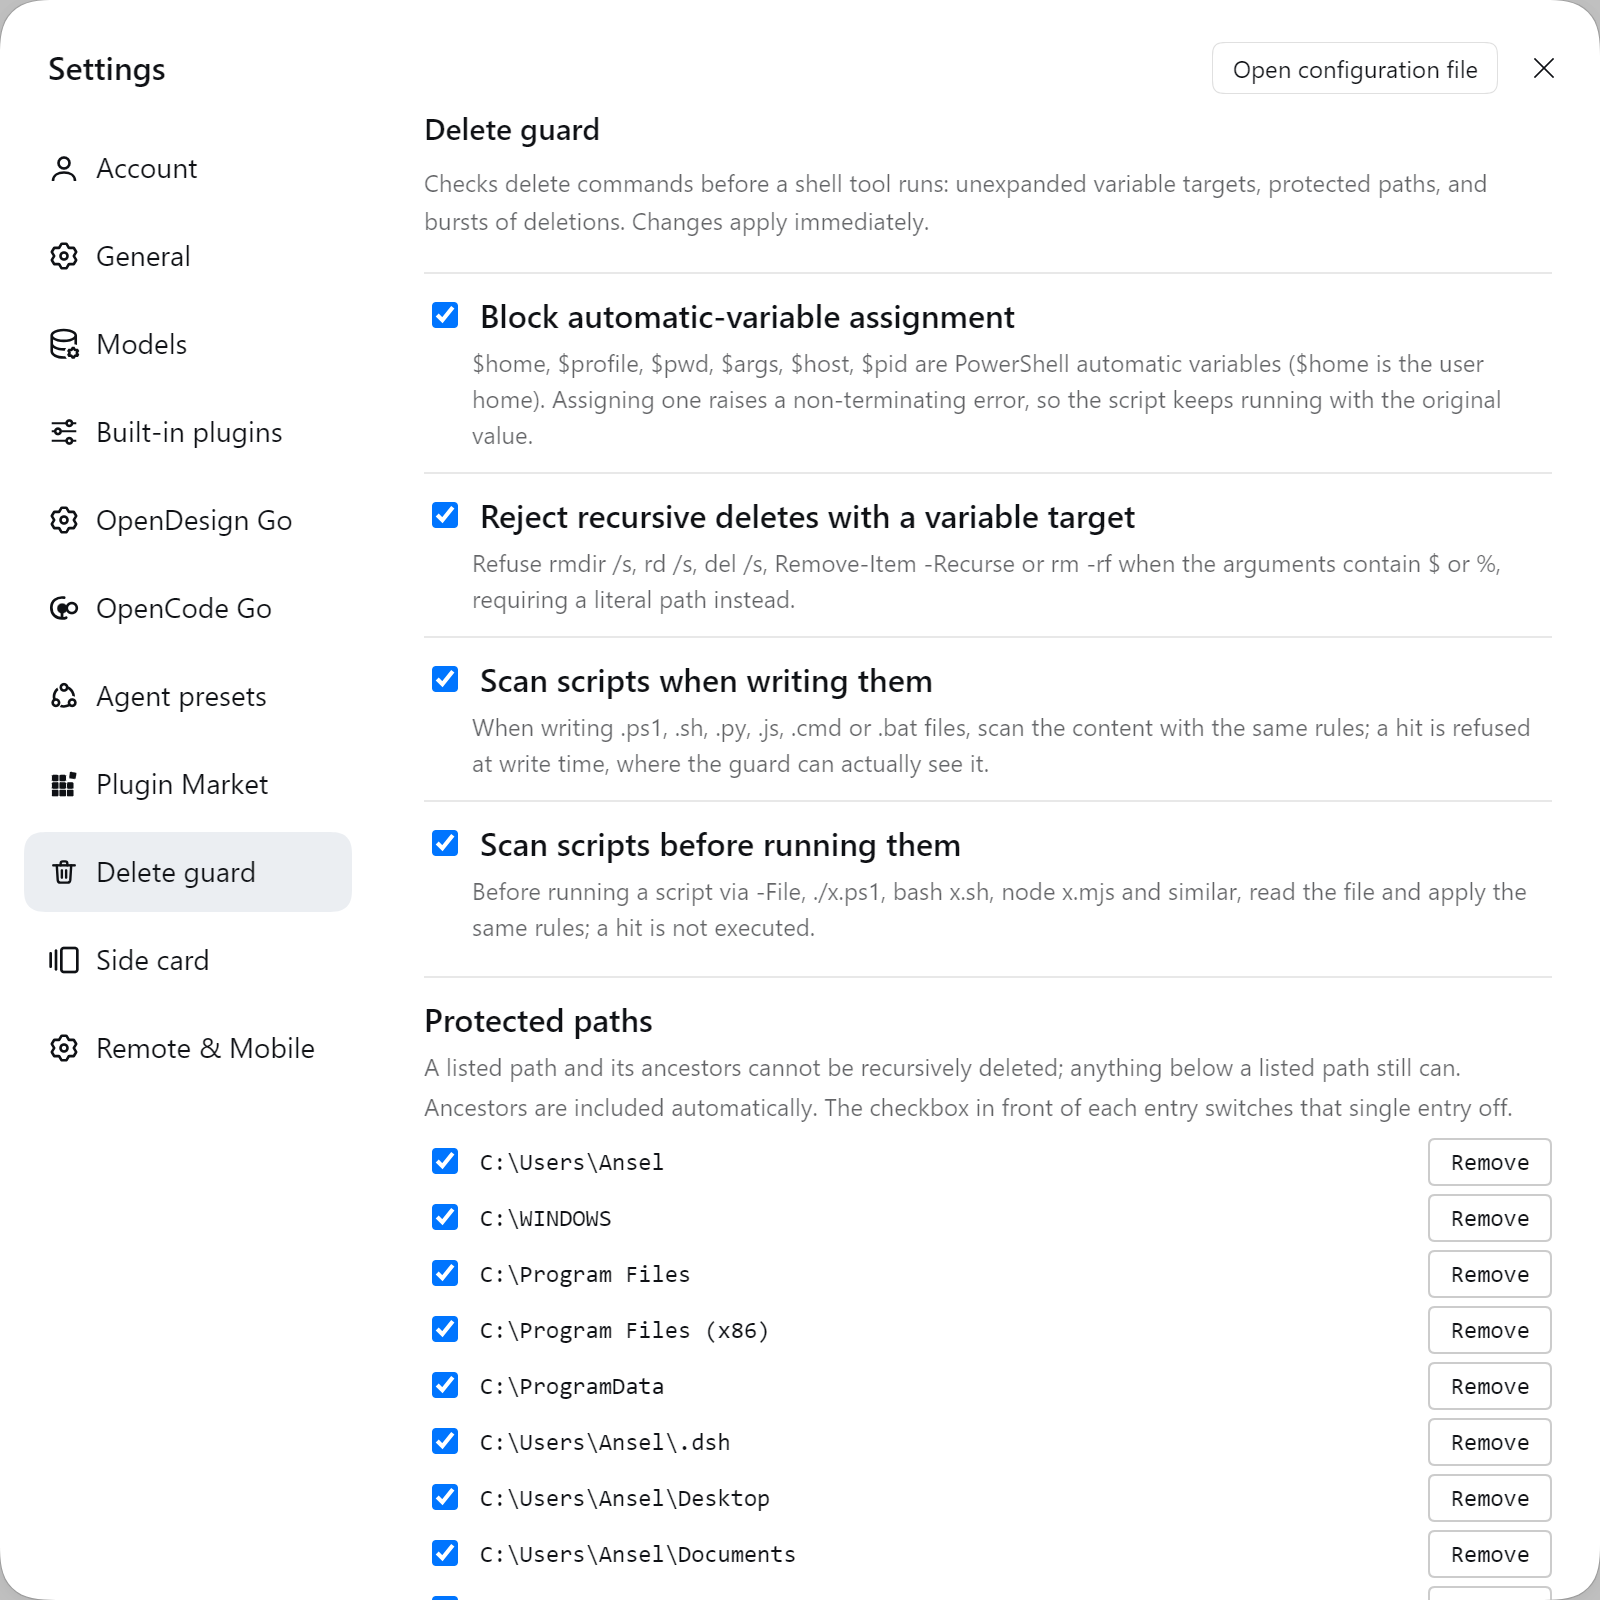 Settings
Open configuration file
Account
General
Models
Built-in plugins
OpenDesign Go
OpenCode Go
Agent presets
Plugin Market
Delete guard
Side card
Remote & Mobile
Delete guard
Checks delete commands before a shell tool runs: unexpanded variable targets, protected paths, and
bursts of deletions. Changes apply immediately.
Block automatic-variable assignment
$home, $profile, $pwd, $args, $host, $pid are PowerShell automatic variables ($home is the user
home). Assigning one raises a non-terminating error, so the script keeps running with the original
value.
Reject recursive deletes with a variable target
Refuse rmdir /s, rd /s, del /s, Remove-Item -Recurse or rm -rf when the arguments contain $ or %,
requiring a literal path instead.
Scan scripts when writing them
When writing .ps1, .sh, .py, .js, .cmd or .bat files, scan the content with the same rules; a hit is refused
at write time, where the guard can actually see it.
Scan scripts before running them
Before running a script via -File, ./x.ps1, bash x.sh, node x.mjs and similar, read the file and apply the
same rules; a hit is not executed.
Protected paths
A listed path and its ancestors cannot be recursively deleted; anything below a listed path still can.
Ancestors are included automatically. The checkbox in front of each entry switches that single entry off.
C:\Users\Ansel Remove
C:\WINDOWS Remove
C:\Program Files Remove
C:\Program Files (x86) Remove
C:\ProgramData Remove
C:\Users\Ansel\.dsh Remove
C:\Users\Ansel\Desktop Remove
C:\Users\Ansel\Documents Remove